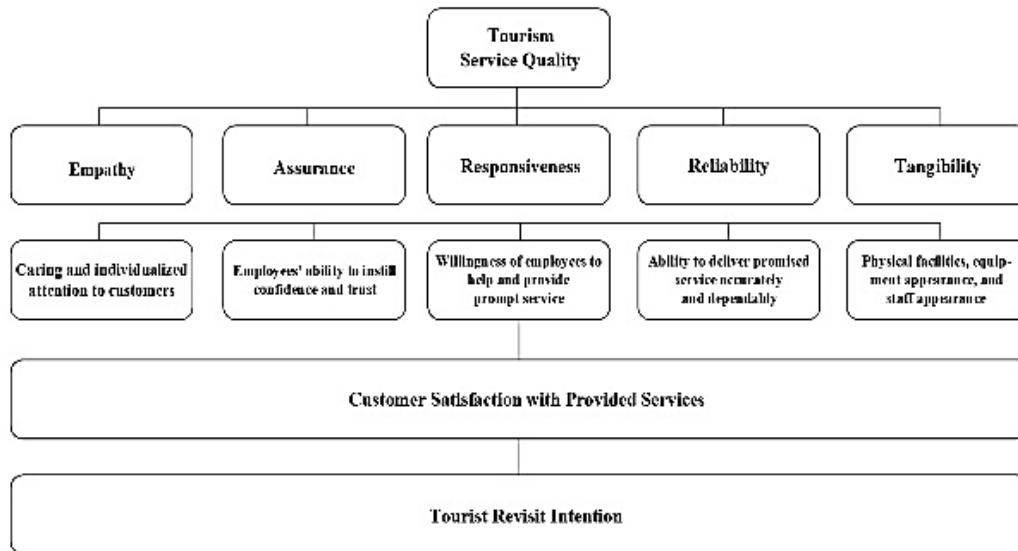 Tourism
Service Quality
Empathy
Assurance
Responsiveness
Reliability
Tangibility
Caring and individualized
attention to customers
Employees' ability to instill
confidence and trust
Willingness of employees to
help and provide
prompt service
Ability to deliver promised
service accurately
and dependably
Physical facilities, equip-
ment appearance, and
staff appearance
Customer Satisfaction with Provided Services
Tourist Revisit Intention